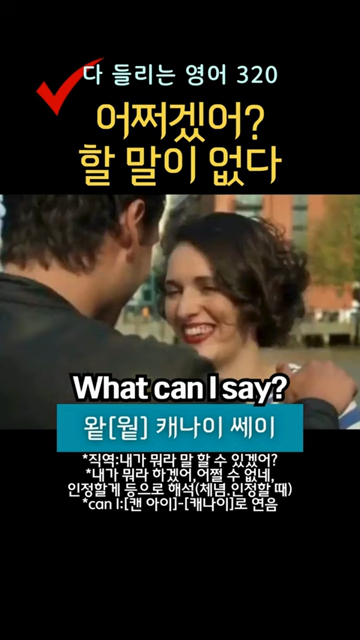 다 들리는 영어 320
어쩌겠어?
할 말이 없다
What can I say?
왙[월] 캐나이 쎄이
*직역:내가 뭐라 말 할 수 있겠어?
*내가 뭐라 하겠어,어쩔 수 없네,
인정할게 등으로 해석(체념.인정할 때)
*can I:[캔 아이]-[캐나이]로 연음